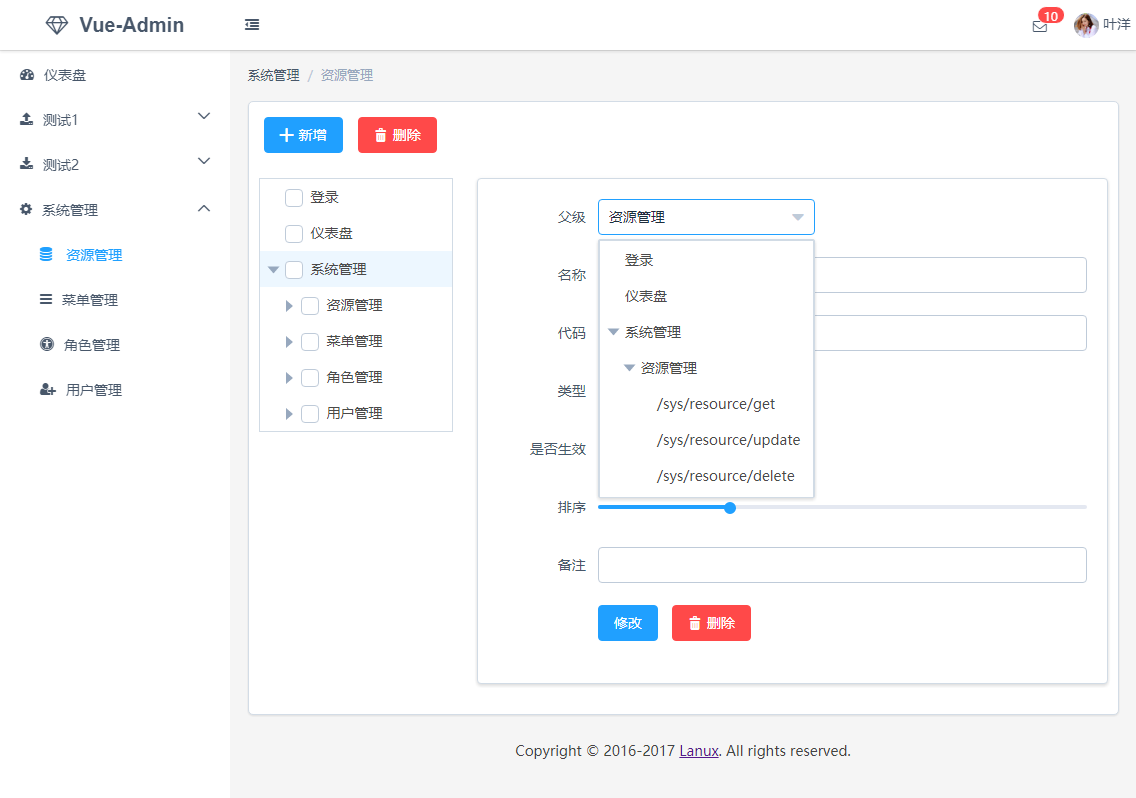 Vue-Admin
10
叶洋
仪表盘
测试1
测试2
系统管理
资源管理
菜单管理
角色管理
用户管理
系统管理 / 资源管理
新增
删除
登录
仪表盘
系统管理
资源管理
菜单管理
角色管理
用户管理
父级
资源管理
登录
仪表盘
系统管理
资源管理
/sys/resource/get
/sys/resource/update
/sys/resource/delete
名称
代码
类型
是否生效
排序
备注
修改
删除
Copyright © 2016-2017 Lanux. All rights reserved.